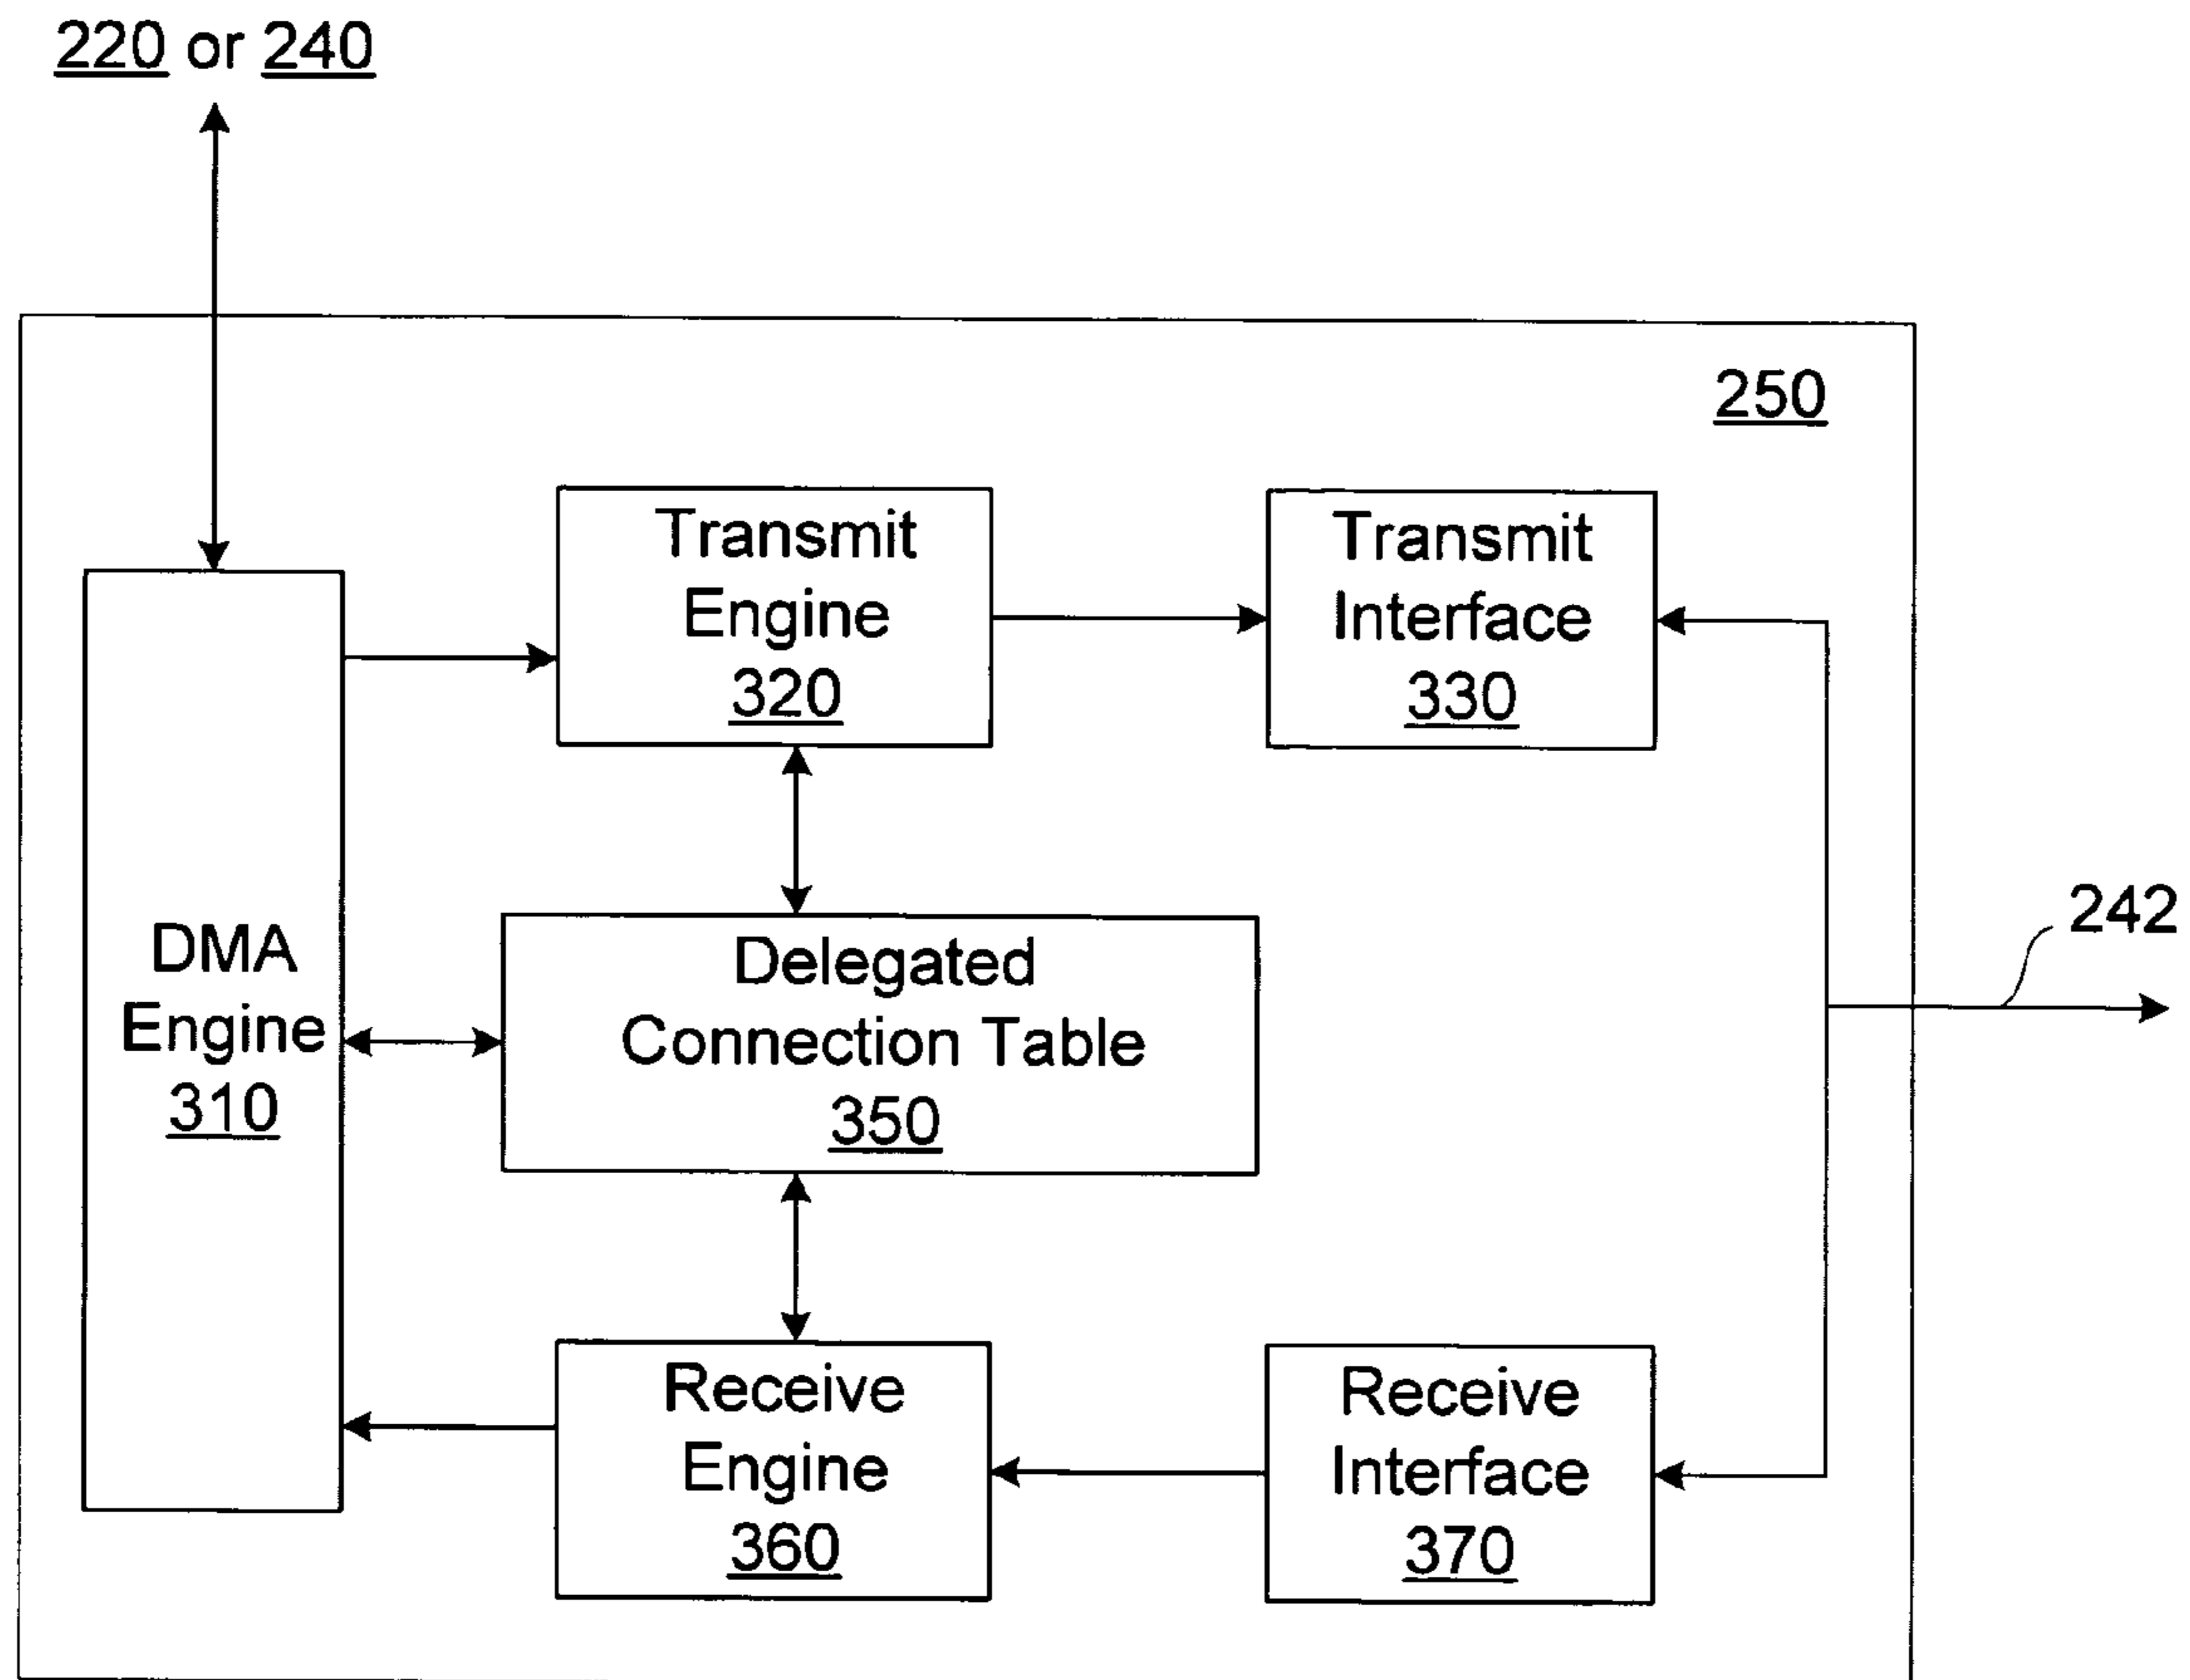 220 or 240
250
Transmit
Engine
320
Transmit
Interface
330
DMA
Engine
310
Delegated
Connection Table
350
242
Receive
Engine
360
Receive
Interface
370